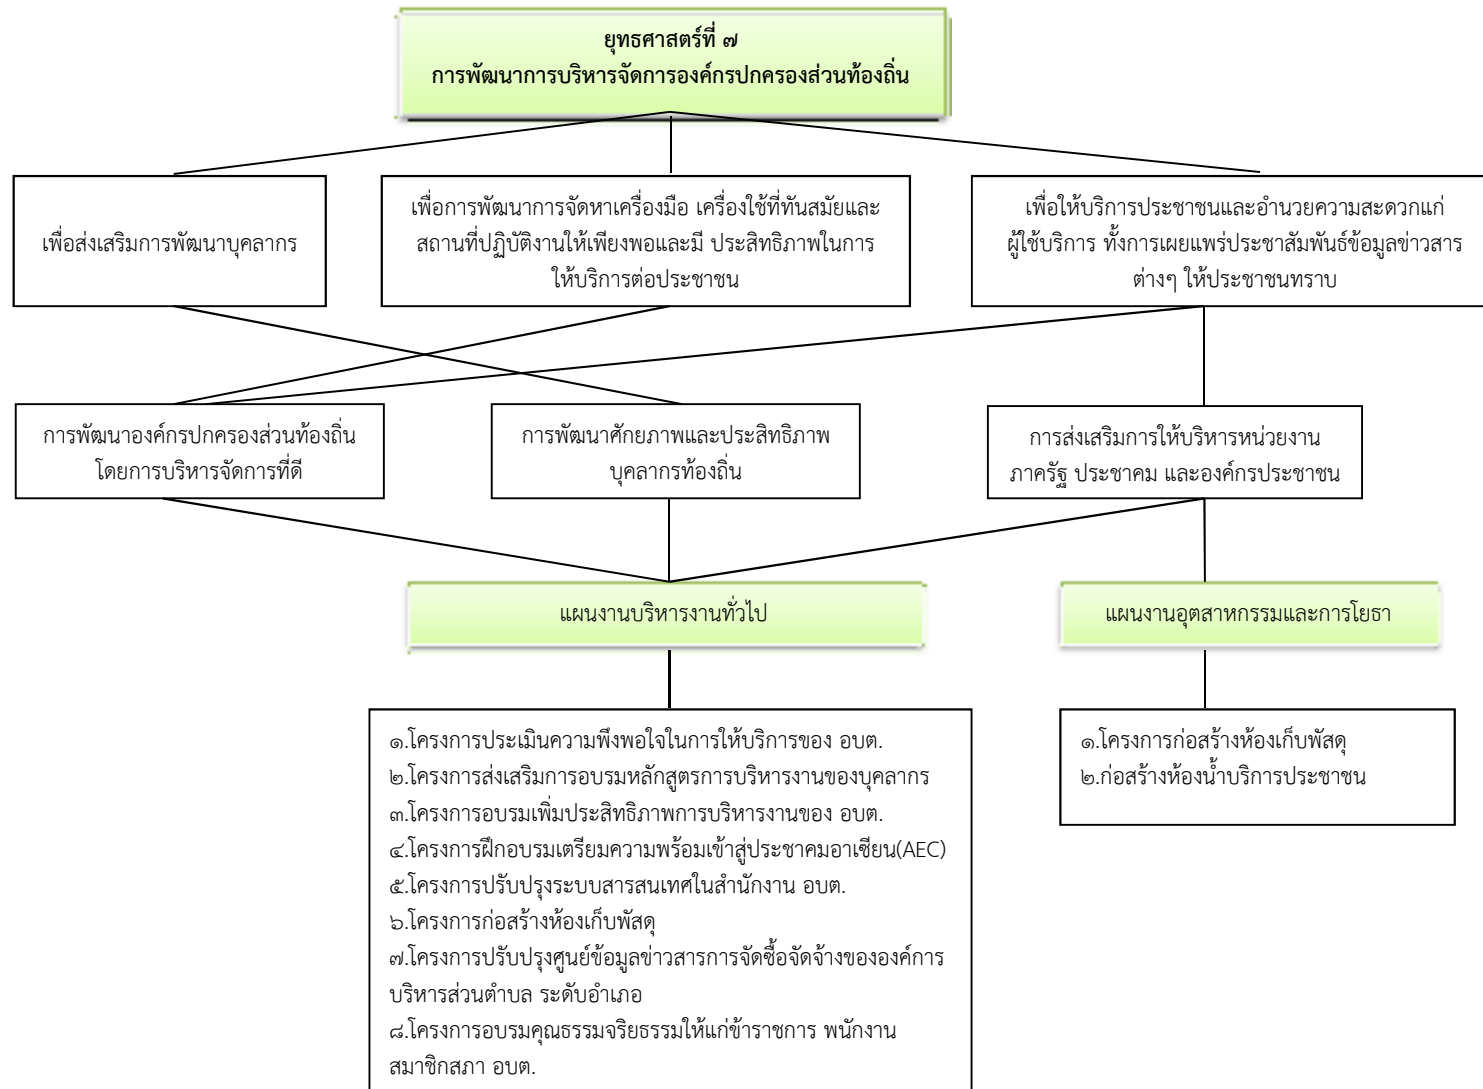 ยุทธศาสตร์ที่ ๗
การพัฒนาการบริหารจัดการองค์กรปกครองส่วนท้องถิ่น
เพื่อส่งเสริมการพัฒนาบุคลากร
เพื่อการพัฒนาการจัดหาเครื่องมือ เครื่องใช้ที่ทันสมัยและ
สถานที่ปฏิบัติงานให้เพียงพอและมี ประสิทธิภาพในการ
ให้บริการต่อประชาชน
เพื่อให้บริการประชาชนและอำนวยความสะดวกแก่
ผู้ใช้บริการ ทั้งการเผยแพร่ประชาสัมพันธ์ข้อมูลข่าวสาร
ต่างๆ ให้ประชาชนทราบ
การพัฒนาองค์กรปกครองส่วนท้องถิ่น
โดยการบริหารจัดการที่ดี
การพัฒนาศักยภาพและประสิทธิภาพ
บุคลากรท้องถิ่น
การส่งเสริมการให้บริหารหน่วยงาน
ภาครัฐ ประชาคม และองค์กรประชาชน
แผนงานบริหารงานทั่วไป
แผนงานอุตสาหกรรมและการโยธา
๑.โครงการประเมินความพึงพอใจในการให้บริการของ อบต.
๒.โครงการส่งเสริมการอบรมหลักสูตรการบริหารงานของบุคลากร
๓.โครงการอบรมเพิ่มประสิทธิภาพการบริหารงานของ อบต.
๔.โครงการฝึกอบรมเตรียมความพร้อมเข้าสู่ประชาคมอาเซียน(AEC)
๕.โครงการปรับปรุงระบบสารสนเทศในสำนักงาน อบต.
๖.โครงการก่อสร้างห้องเก็บพัสดุ
๗.โครงการปรับปรุงศูนย์ข้อมูลข่าวสารการจัดซื้อจัดจ้างขององค์การ
บริหารส่วนตำบล ระดับอำเภอ
๘.โครงการอบรมคุณธรรมจริยธรรมให้แก่ข้าราชการ พนักงาน
สมาชิกสภา อบต.
๑.โครงการก่อสร้างห้องเก็บพัสดุ
๒.ก่อสร้างห้องน้ำบริการประชาชน